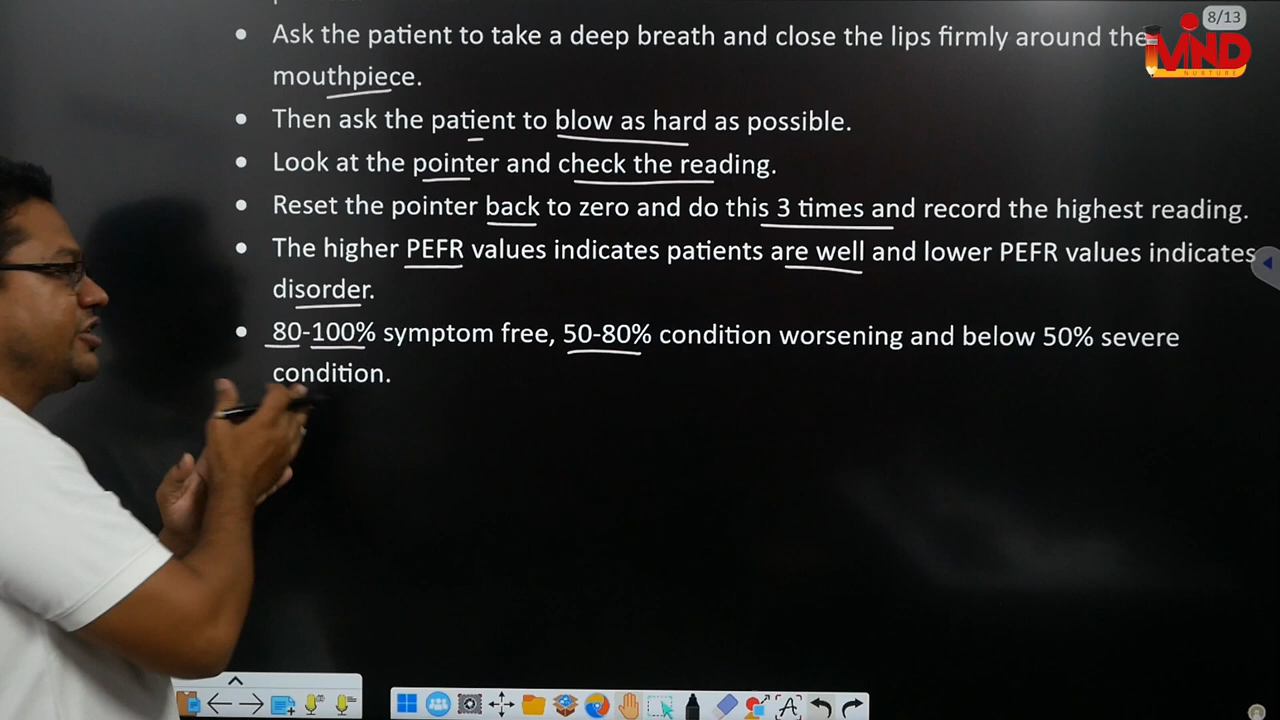 8/13
MIND
NURTURE
• Ask the patient to take a deep breath and close the lips firmly around the
mouthpiece.
• Then ask the patient to blow as hard as possible.
• Look at the pointer and check the reading.
• Reset the pointer back to zero and do this 3 times and record the highest reading.
• The higher PEFR values indicates patients are well and lower PEFR values indicates
disorder.
• 80-100% symptom free, 50-80% condition worsening and below 50% severe
condition.